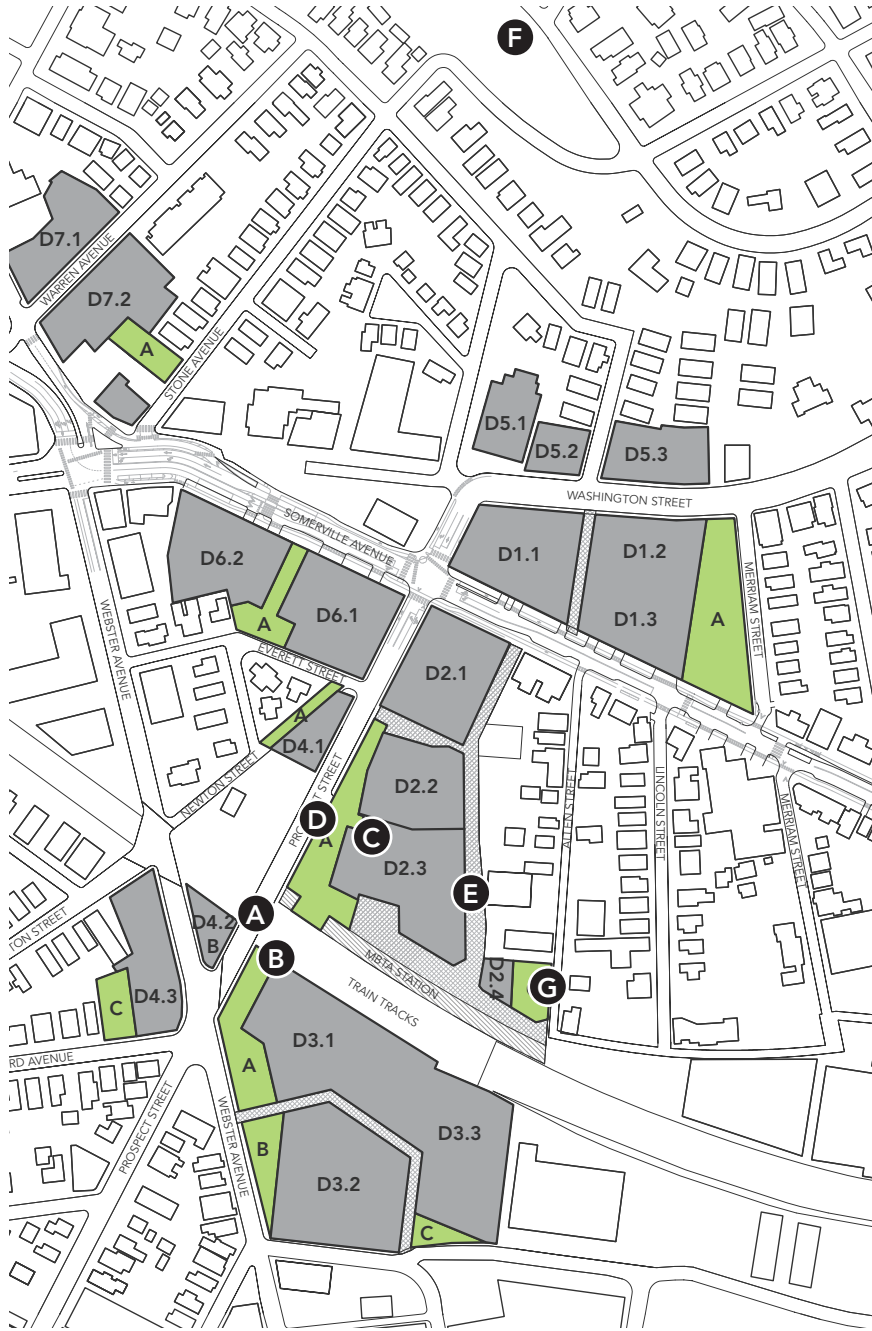 F
D7.1
WARREN AVENUE
D7.2
A
STONE AVENUE
D5.1
D5.2
D5.3
WASHINGTON STREET
SOMERVILLE AVENUE
D6.2
D1.1
D1.2
D6.1
D1.3
A
A
MERRIAM STREET
WEBSTER AVENUE
EVERETT STREET
D2.1
A
D4.1
NEWTON STREET
D2.2
ALLEN STREET
LINCOLN STREET
MERRIAM STREET
D
STREET
C
A
D2.3
E
A
D4.2
B
B
MBTA STATION
D2.4
G
TRAIN TRACKS
C
D4.3
D3.1
A
RD AVENUE
PROSPECT STREET
WEBSTER AVENUE
B
D3.2
D3.3
C